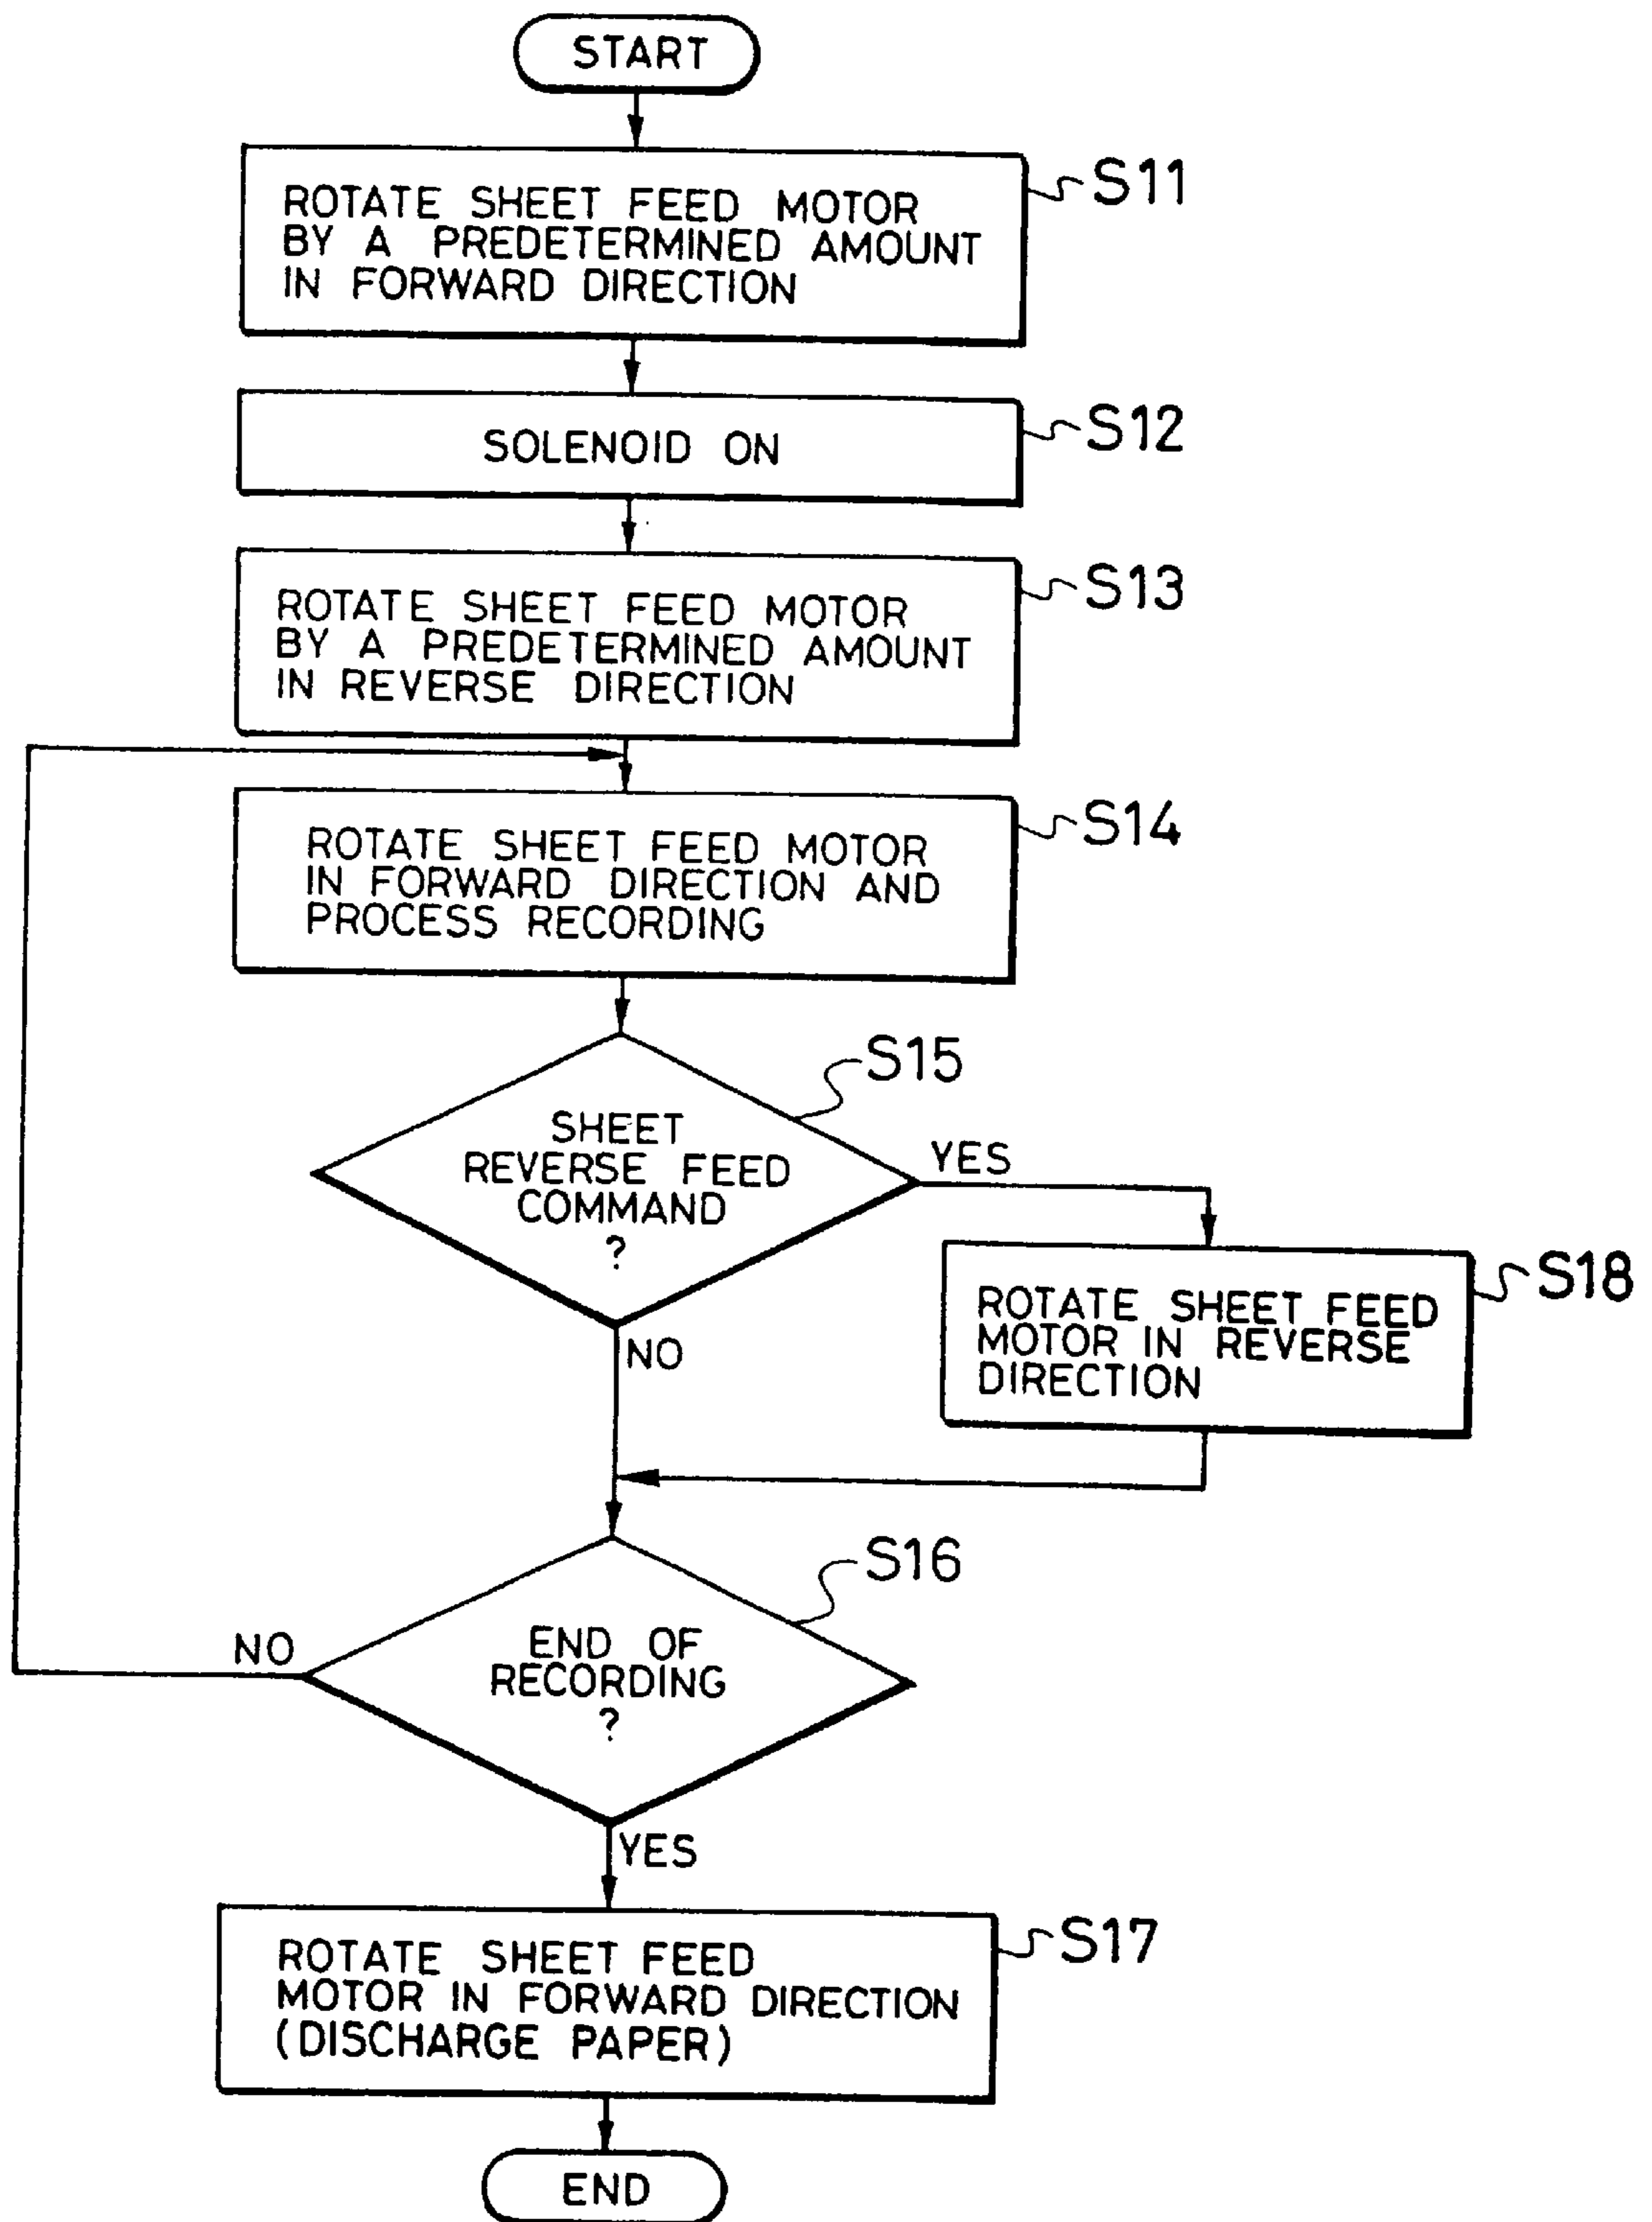 START
ROTATE SHEET FEED MOTOR
BY A PREDETERMINED AMOUNT
IN FORWARD DIRECTION
S11
SOLENOID ON
S12
ROTATE SHEET FEED MOTOR
BY A PREDETERMINED AMOUNT
IN REVERSE DIRECTION
S13
ROTATE SHEET FEED MOTOR
IN FORWARD DIRECTION AND
PROCESS RECORDING
S14
SHEET
REVERSE FEED
COMMAND
?
S15
YES
NO
ROTATE SHEET FEED
MOTOR IN REVERSE
DIRECTION
S18
END OF
RECORDING
?
S16
NO
YES
ROTATE SHEET FEED
MOTOR IN FORWARD DIRECTION
(DISCHARGE PAPER)
S17
END